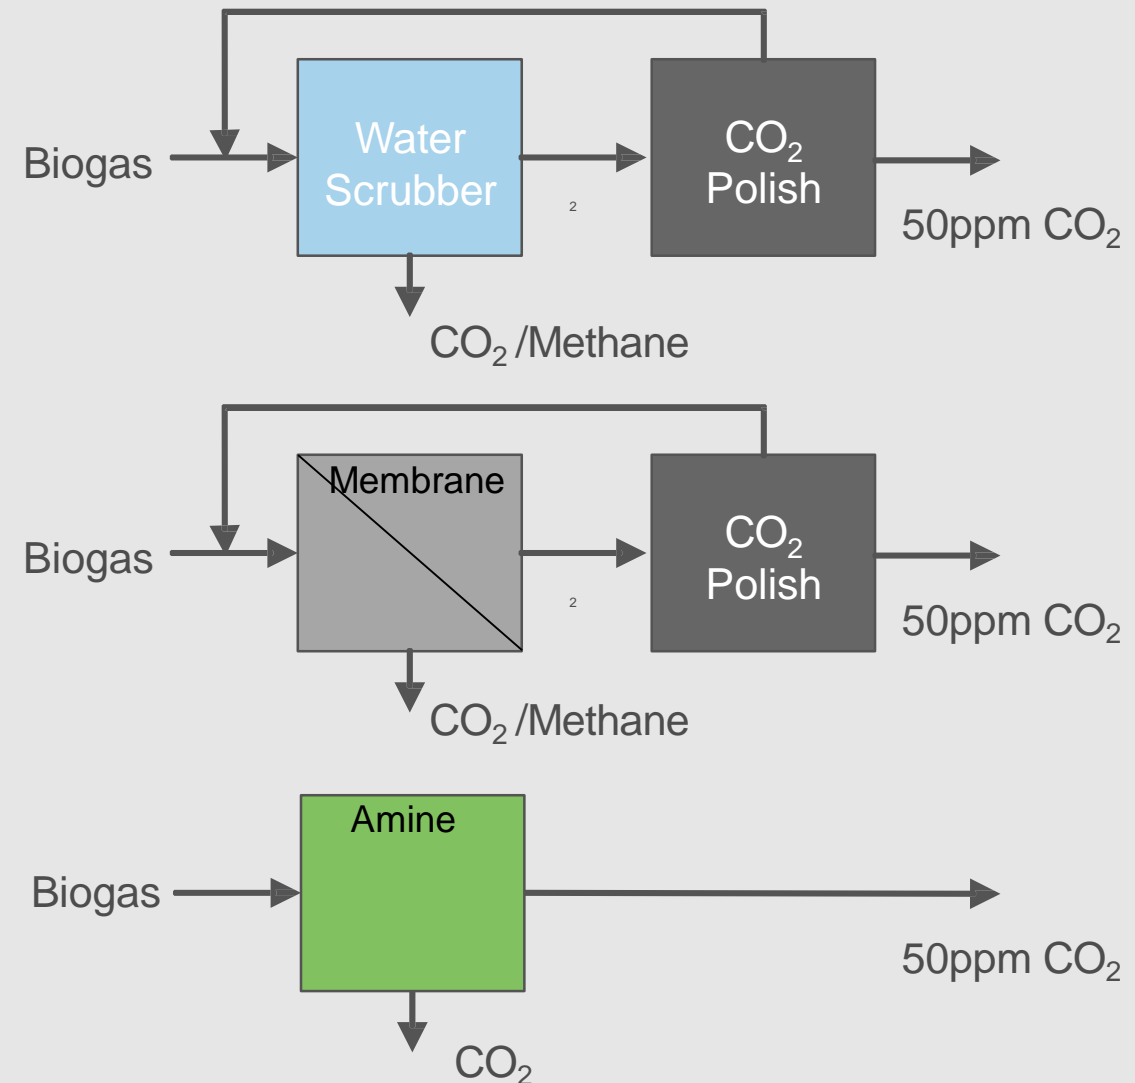 Biogas
Water
Scrubber
2
CO₂
Polish
50ppm CO₂
CO₂ /Methane
Biogas
Membrane
2
CO₂
Polish
50ppm CO₂
CO₂ /Methane
Biogas
Amine
50ppm CO₂
CO₂